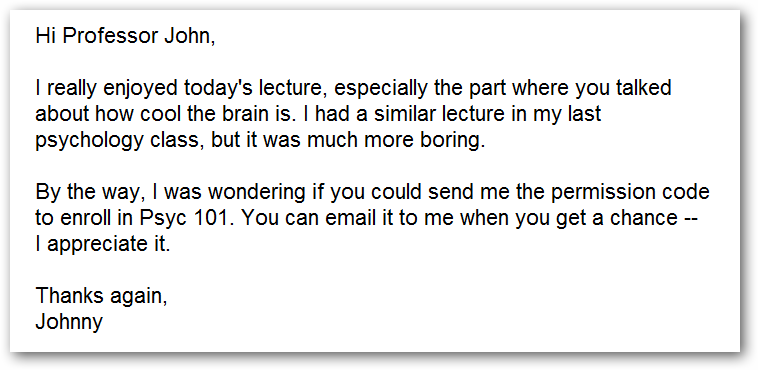 Hi Professor John,
I really enjoyed today's lecture, especially the part where you talked
about how cool the brain is. I had a similar lecture in my last
psychology class, but it was much more boring.
By the way, I was wondering if you could send me the permission code
to enroll in Psyc 101. You can email it to me when you get a chance --
I appreciate it.
Thanks again,
Johnny